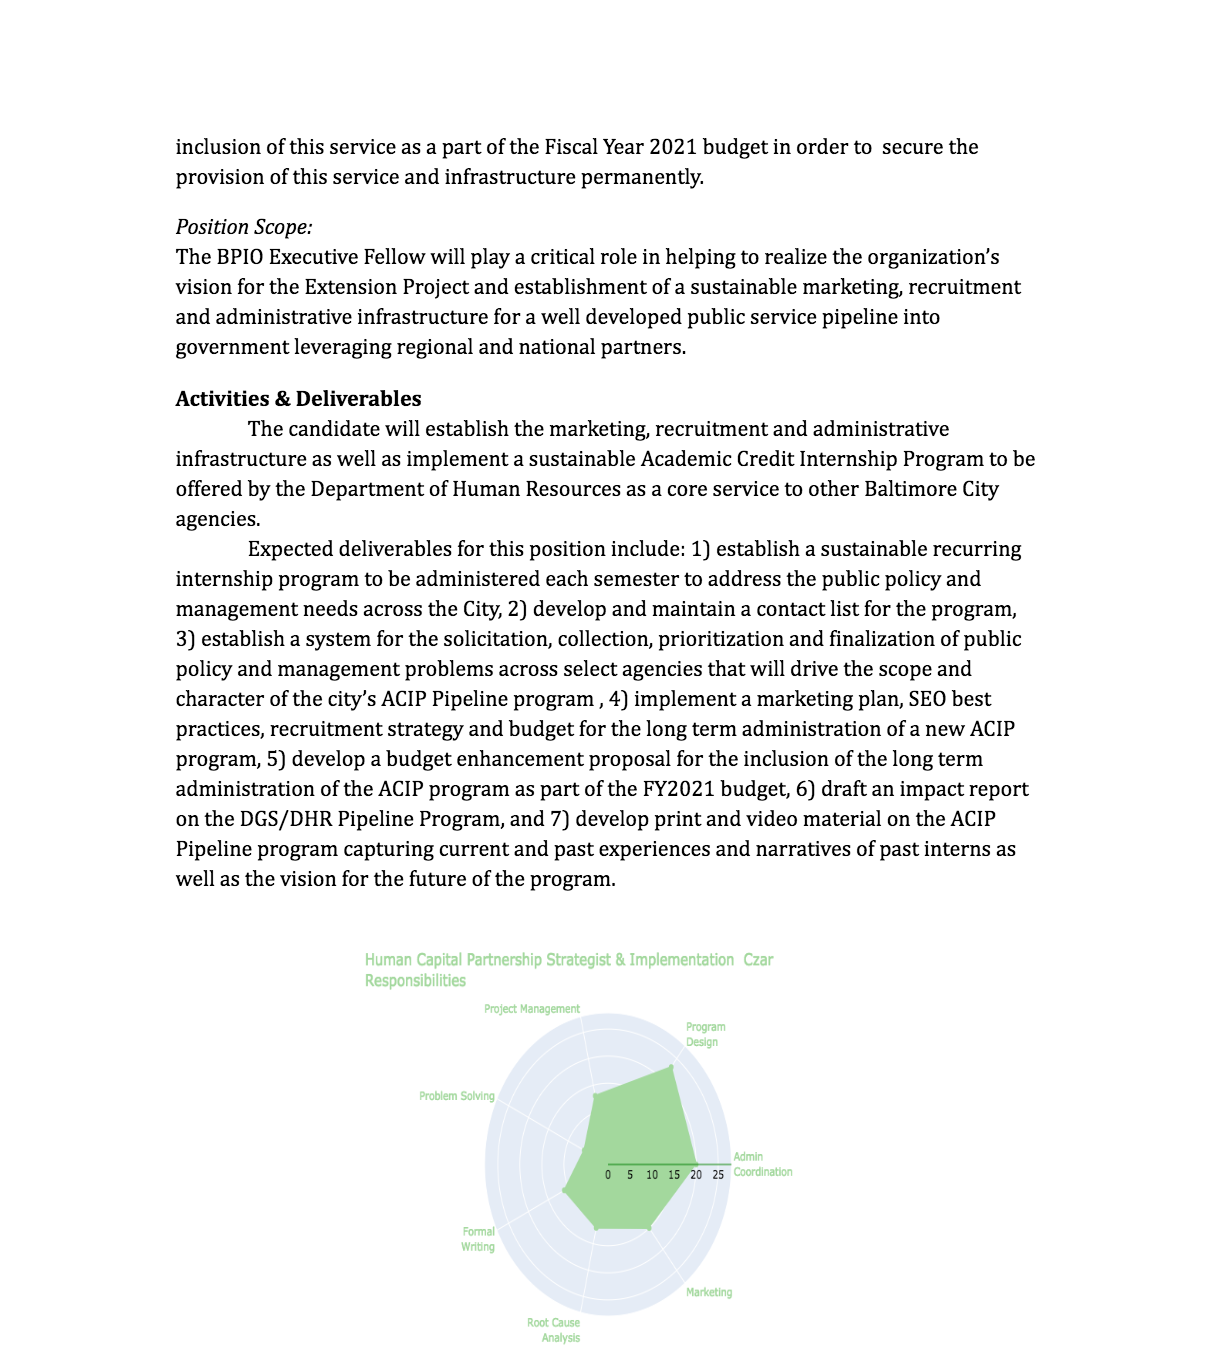 inclusion of this service as a part of the Fiscal Year 2021 budget in order to  secure the
provision of this service and infrastructure permanently.
Position Scope:
The BPIO Executive Fellow will play a critical role in helping to realize the organization’s
vision for the Extension Project and establishment of a sustainable marketing, recruitment
and administrative infrastructure for a well developed public service pipeline into
government leveraging regional and national partners.
Activities & Deliverables
The candidate will establish the marketing, recruitment and administrative
infrastructure as well as implement a sustainable Academic Credit Internship Program to be
offered by the Department of Human Resources as a core service to other Baltimore City
agencies.
Expected deliverables for this position include: 1) establish a sustainable recurring
internship program to be administered each semester to address the public policy and
management needs across the City, 2) develop and maintain a contact list for the program,
3) establish a system for the solicitation, collection, prioritization and finalization of public
policy and management problems across select agencies that will drive the scope and
character of the city’s ACIP Pipeline program , 4) implement a marketing plan, SEO best
practices, recruitment strategy and budget for the long term administration of a new ACIP
program, 5) develop a budget enhancement proposal for the inclusion of the long term
administration of the ACIP program as part of the FY2021 budget, 6) draft an impact report
on the DGS/DHR Pipeline Program, and 7) develop print and video material on the ACIP
Pipeline program capturing current and past experiences and narratives of past interns as
well as the vision for the future of the program.
Human Capital Partnership Strategist & Implementation  Czar
Responsibilities
Project Management
Program
Design
Problem Solving
Admin
Coordination
0 5 10 15 20 25
Formal
Writing
Marketing
Root Cause
Analysis